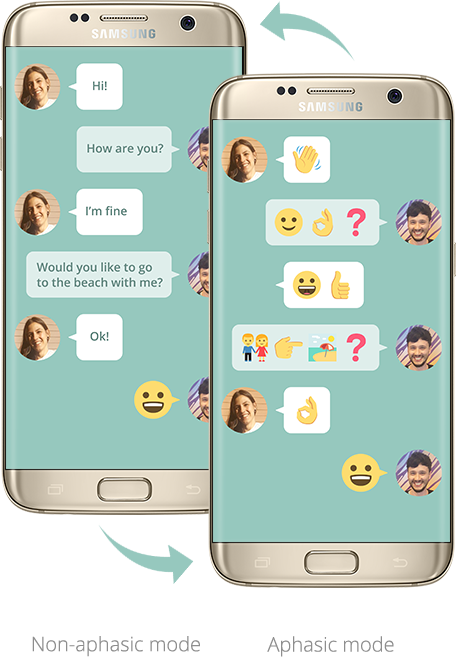 SAMSUNG
Hi!
How are you?
I'm fine
Would you like to go
to the beach with me?
Ok!
SAMSUNG
Non-aphasic mode
Aphasic mode